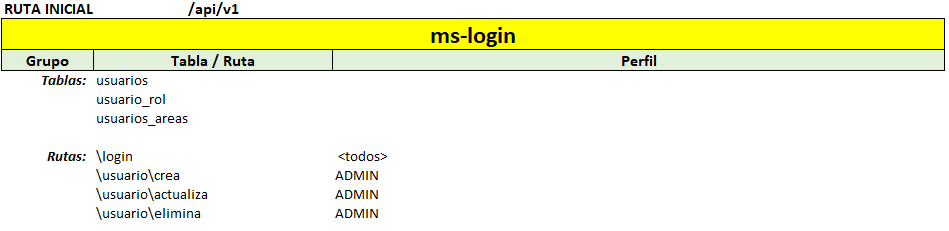 RUTA INICIAL /api/v1
ms-login
Grupo Tabla / Ruta Perfil
Tablas: usuarios
usuario_rol
usuarios_areas
Rutas: \login <todos>
\usuario\crea ADMIN
\usuario\actualiza ADMIN
\usuario\elimina ADMIN